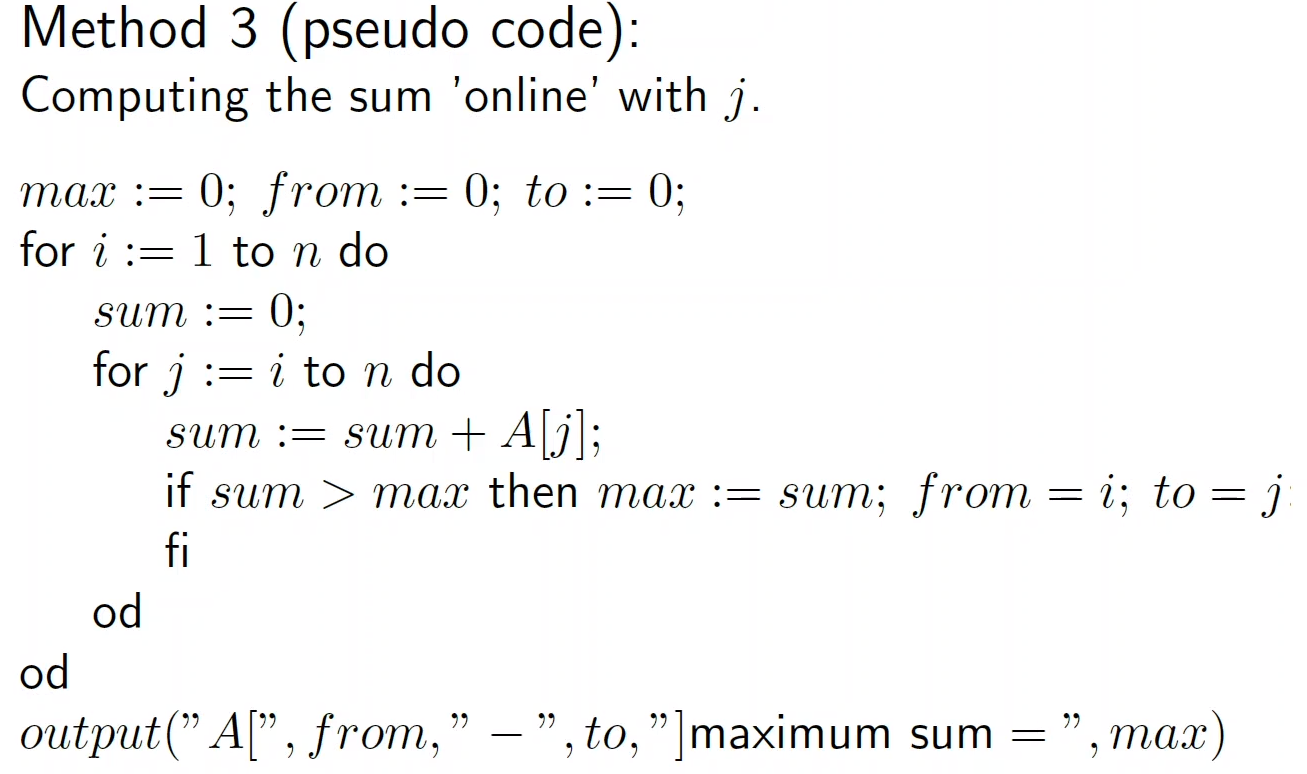 Method 3 (pseudo code):
Computing the sum ’online’ with j.
max := 0; from := 0; to := 0;
for i := 1 to n do
sum := 0;
for j := i to n do
sum := sum + A[j];
if sum > max then max := sum; from = i; to = j;
fi
od
od
output(”A[”, from, ” − ”, to, ”]maximum sum = ”, max)